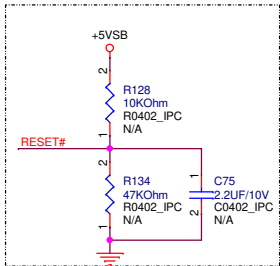 +5VSB
2
R128
10KOhm
R0402_IPC
N/A
1
RESET#
2
R134
47KOhm
R0402_IPC
N/A
1
1
C75
2.2UF/10V
C0402_IPC
N/A
2